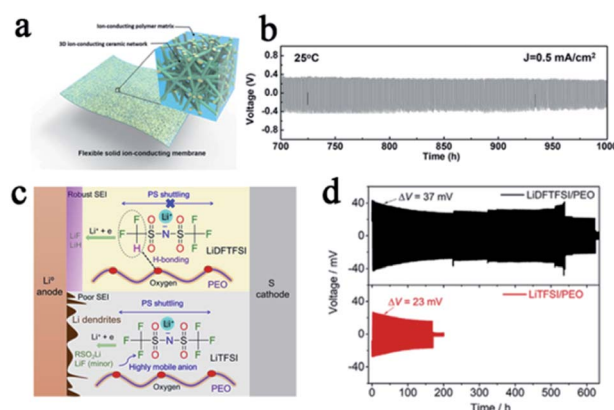 a
Ion-conducting polymer matrix
3D ion-conducting ceramic network
Flexible solid ion-conducting membrane
b
25°C
J=0.5 mA/cm²
Voltage (V)
0.8
0.4
0.0
-0.4
-0.8
700 750 800 850 900 950 1000
Time (h)
c
Robust SEI
PS shuttling
Li⁺
F
F
H
O O
S N S
O O
F
F
F
LiF
LiH
Li⁺ + e
LiDFTFSI
H-bonding
Oxygen
PEO
Li° anode
S cathode
Poor SEI
Li dendrites
PS shuttling
Li⁺ + e
Li⁺
F
F
F
O O
S N S
O O
F
F
F
LiTFSI
RSO₂Li
LiF (minor)
Highly mobile anion
Oxygen
PEO
d
Voltage / mV
40
0
-40
ΔV = 37 mV
LiDFTFSI/PEO
40
0
-40
ΔV = 23 mV
LiTFSI/PEO
0 100 200 300 400 500 600
Time / h